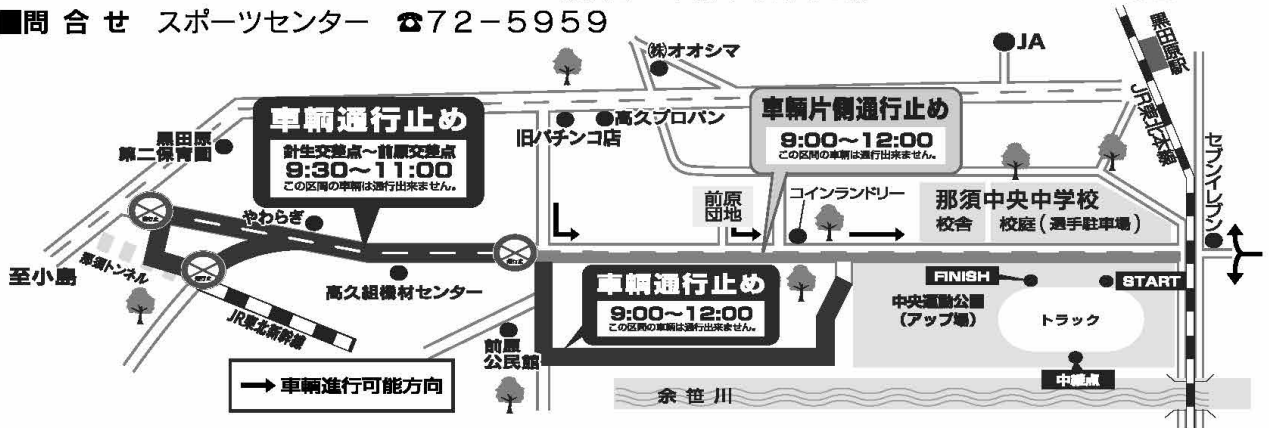 ■問合せ スポーツセンター ☎72-5959
㈱オオシマ
JA
黒田原駅
JR東北本線
セブンイレブン
車輌通行止め
計生交差点～前原交差点
9:30～11:00
この区間の車輌は通行出来ません。
黒田原
第二保育園
旧パチンコ店
高久プロパン
車輌片側通行止め
9:00～12:00
この区間の車輌は通行出来ません。
前原
団地
コインランドリー
那須中央中学校
校舎 校庭(選手駐車場)
やわらぎ
至小島
那須トンネル
高久組機材センター
JR東北新幹線
車輌通行止め
9:00～12:00
この区間の車輌は通行出来ません。
FINISH
START
中央運動公園
(アップ場)
トラック
中継点
前原
公民館
→車輌進行可能方向
余笹川